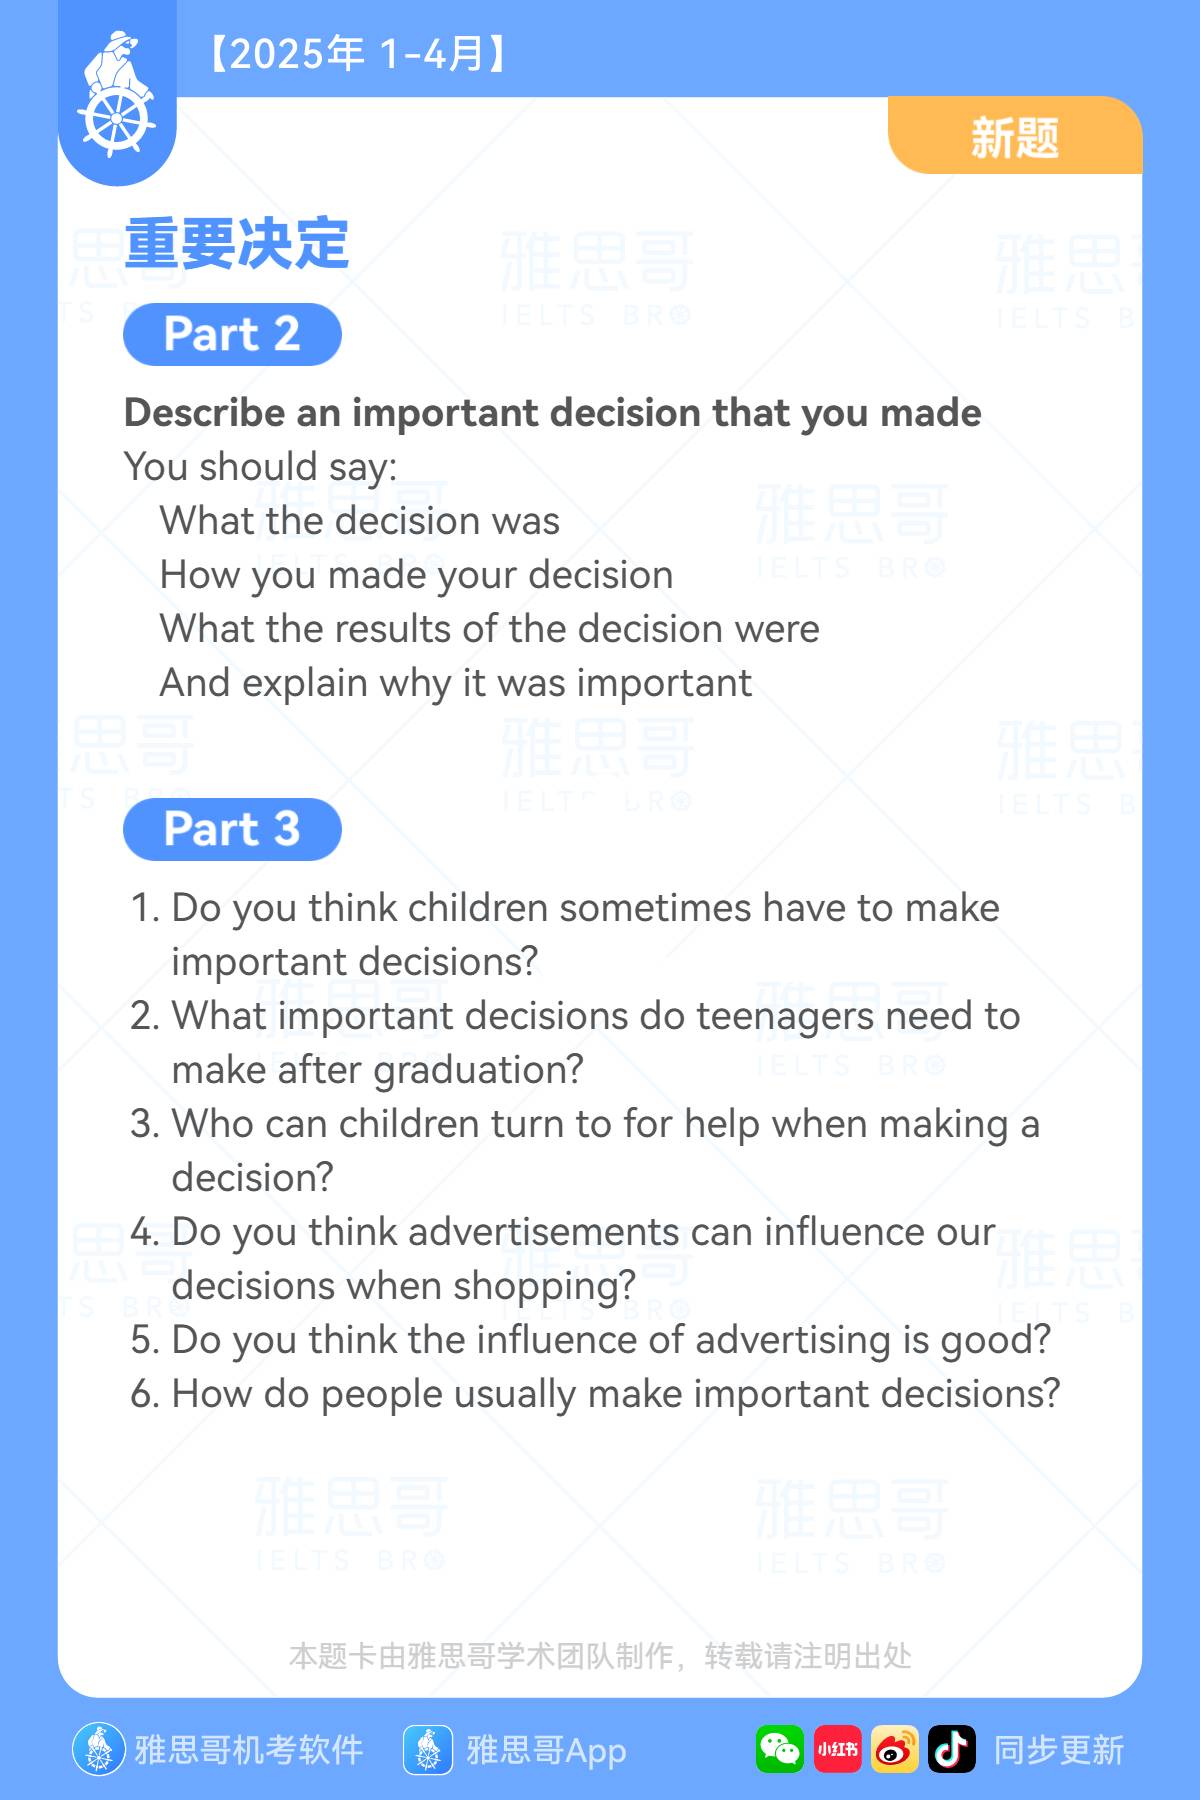 【2025年 1-4月】
新题
重要决定
Part 2
Describe an important decision that you made
You should say:
What the decision was
How you made your decision
What the results of the decision were
And explain why it was important
Part 3
1. Do you think children sometimes have to make
important decisions?
2. What important decisions do teenagers need to
make after graduation?
3. Who can children turn to for help when making a
decision?
4. Do you think advertisements can influence our
decisions when shopping?
5. Do you think the influence of advertising is good?
6. How do people usually make important decisions?
雅思哥
IELTS BRO
本题卡由雅思哥学术团队制作，转载请注明出处
雅思哥机考软件 雅思哥App 小红书 同步更新